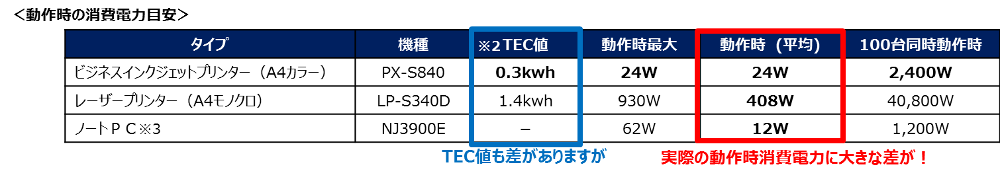 ＜動作時の消費電力目安＞
タイプ 機種 ※2TEC値 動作時最大 動作時 (平均) 100台同時動作時
ビジネスインクジェットプリンター（A4カラー） PX-S840 0.3kwh 24W 24W 2,400W
レーザープリンター（A4モノクロ） LP-S340D 1.4kwh 930W 408W 40,800W
ノートＰＣ※3 NJ3900E － 62W 12W 1,200W
TEC値も差がありますが 実際の動作時消費電力に大きな差が！